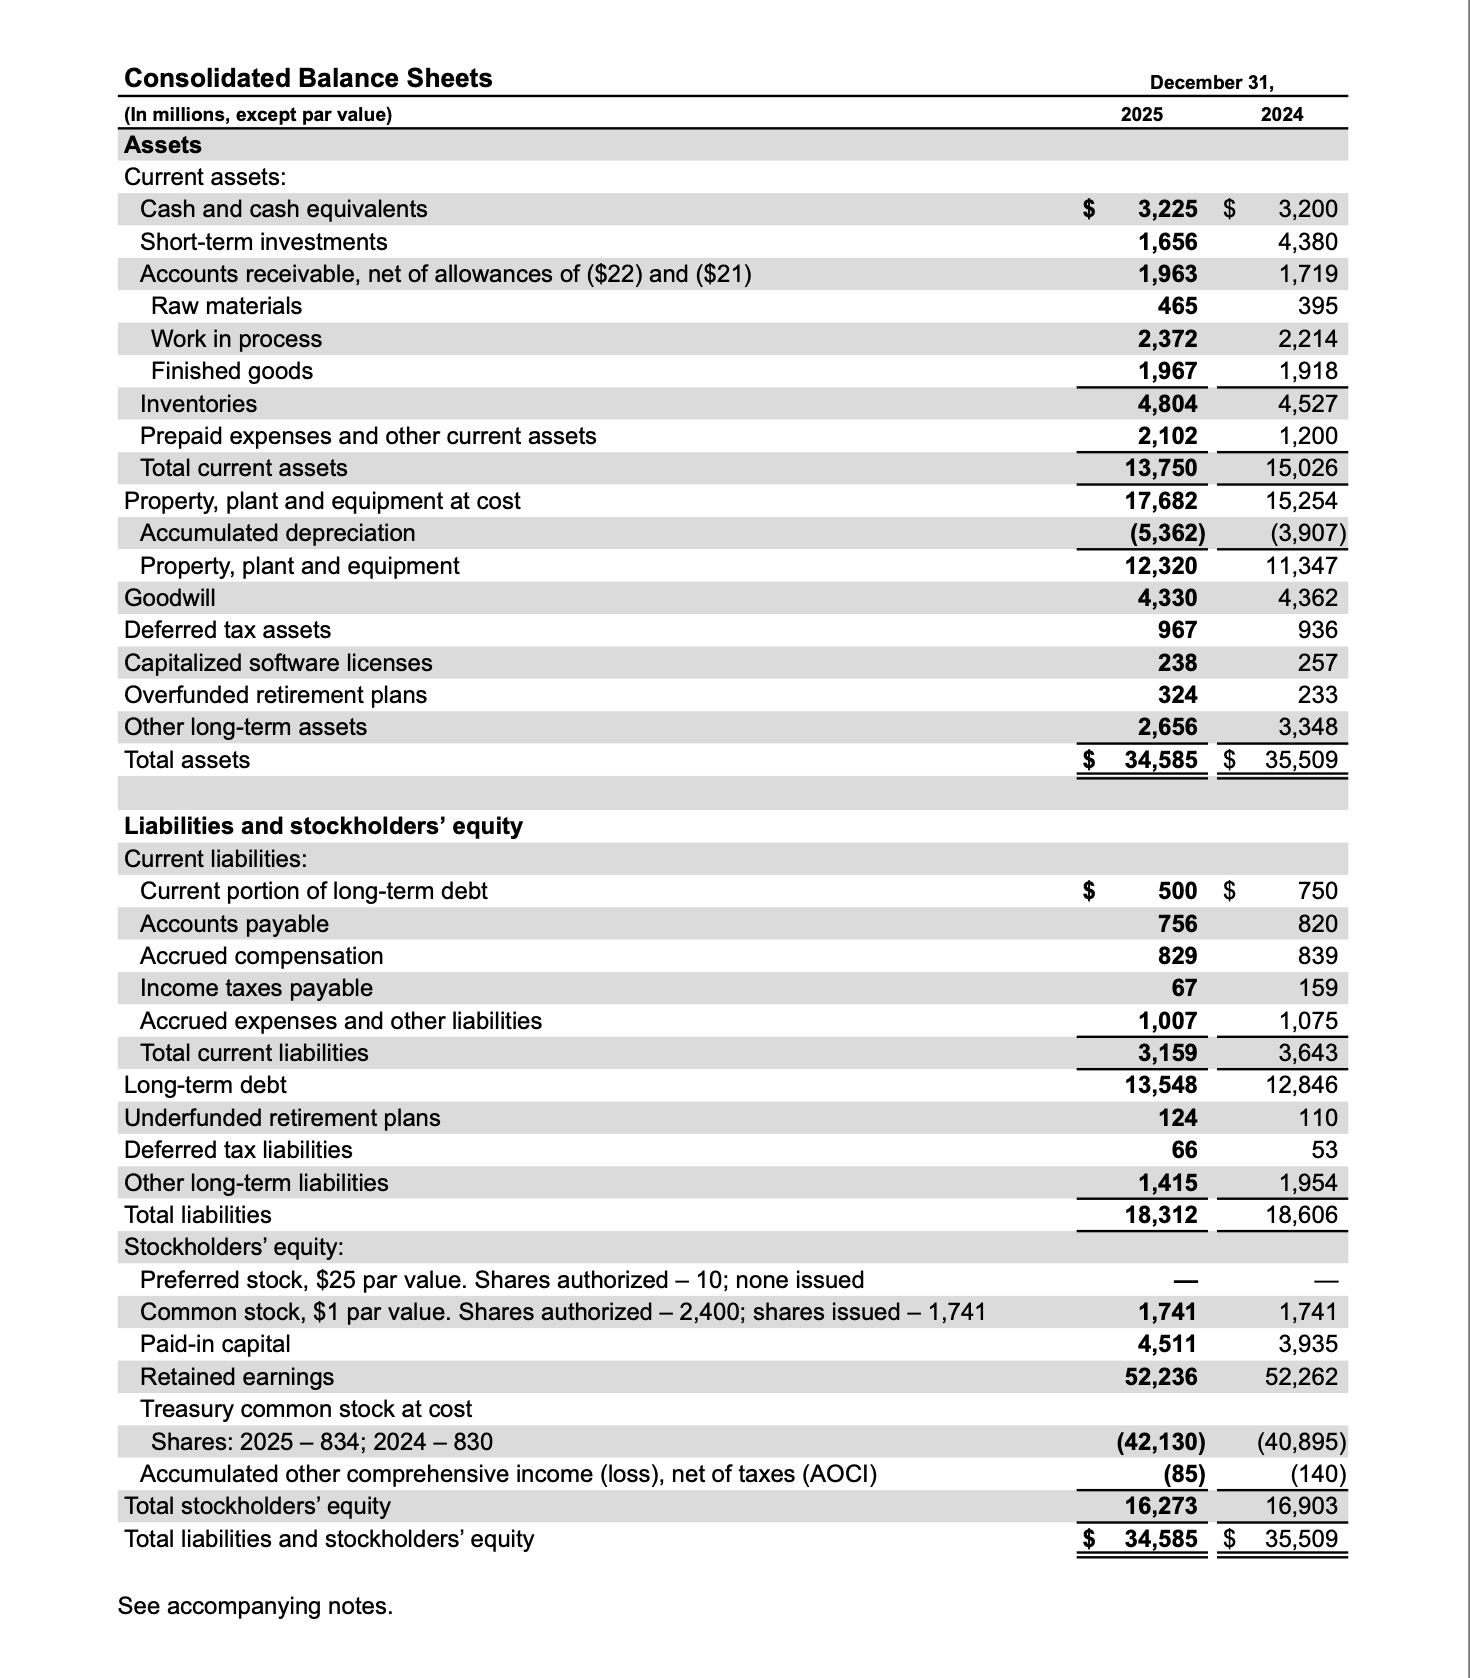 Consolidated Balance Sheets December 31,
(In millions, except par value) 2025 2024
Assets
Current assets:
Cash and cash equivalents $ 3,225 $ 3,200
Short-term investments 1,656 4,380
Accounts receivable, net of allowances of ($22) and ($21) 1,963 1,719
Raw materials 465 395
Work in process 2,372 2,214
Finished goods 1,967 1,918
Inventories 4,804 4,527
Prepaid expenses and other current assets 2,102 1,200
Total current assets 13,750 15,026
Property, plant and equipment at cost 17,682 15,254
Accumulated depreciation (5,362) (3,907)
Property, plant and equipment 12,320 11,347
Goodwill 4,330 4,362
Deferred tax assets 967 936
Capitalized software licenses 238 257
Overfunded retirement plans 324 233
Other long-term assets 2,656 3,348
Total assets $ 34,585 $ 35,509
Liabilities and stockholders’ equity
Current liabilities:
Current portion of long-term debt $ 500 $ 750
Accounts payable 756 820
Accrued compensation 829 839
Income taxes payable 67 159
Accrued expenses and other liabilities 1,007 1,075
Total current liabilities 3,159 3,643
Long-term debt 13,548 12,846
Underfunded retirement plans 124 110
Deferred tax liabilities 66 53
Other long-term liabilities 1,415 1,954
Total liabilities 18,312 18,606
Stockholders’ equity:
Preferred stock, $25 par value. Shares authorized – 10; none issued — —
Common stock, $1 par value. Shares authorized – 2,400; shares issued – 1,741 1,741 1,741
Paid-in capital 4,511 3,935
Retained earnings 52,236 52,262
Treasury common stock at cost
Shares: 2025 – 834; 2024 – 830 (42,130) (40,895)
Accumulated other comprehensive income (loss), net of taxes (AOCI) (85) (140)
Total stockholders’ equity 16,273 16,903
Total liabilities and stockholders’ equity $ 34,585 $ 35,509
See accompanying notes.